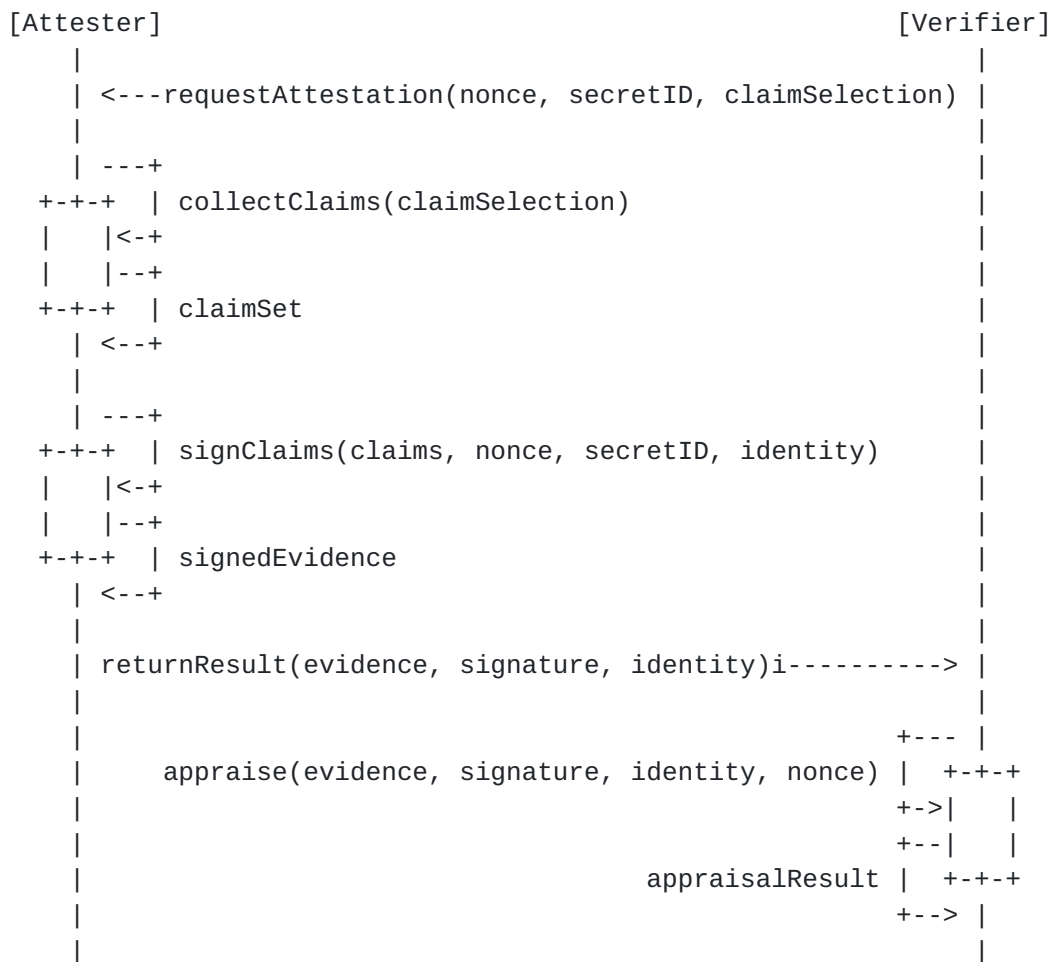 [Attester] [Verifier]
| |
| <---requestAttestation(nonce, secretID, claimSelection) |
| |
| ---+ |
+-+-+ | collectClaims(claimSelection) |
| |<-+ |
| |--+ |
+-+-+ | claimSet |
| <--+ |
| |
| ---+ |
+-+-+ | signClaims(claims, nonce, secretID, identity) |
| |<-+ |
| |--+ |
+-+-+ | signedEvidence |
| <--+ |
| |
| returnResult(evidence, signature, identity)i----------> |
| |
| +--- |
| appraise(evidence, signature, identity, nonce) | +-+-+
| +->| |
| +--| |
| appraisalResult | +-+-+
| +--> |
| |